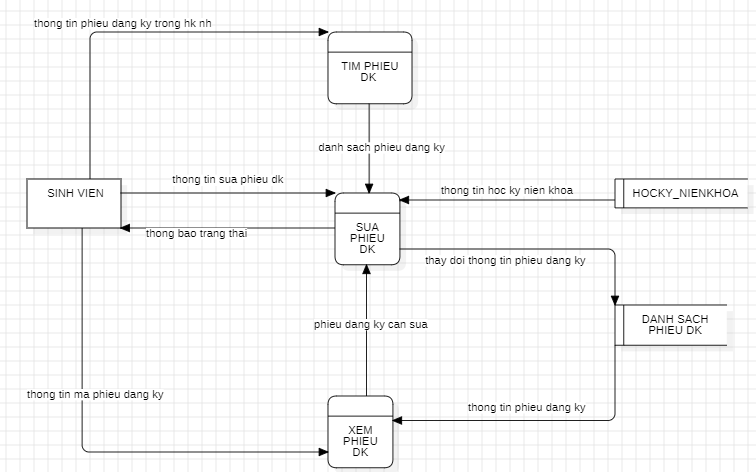 thong tin phieu dang ky trong hk nh
TIM PHIEU
DK
danh sach phieu dang ky
thong tin sua phieu dk
SINH VIEN
thong tin hoc ky nien khoa
HOCKY_NIENKHOA
thong bao trang thai
SUA
PHIEU
DK
thay doi thong tin phieu dang ky
phieu dang ky can sua
DANH SACH
PHIEU DK
thong tin ma phieu dang ky
thong tin phieu dang ky
XEM
PHIEU
DK